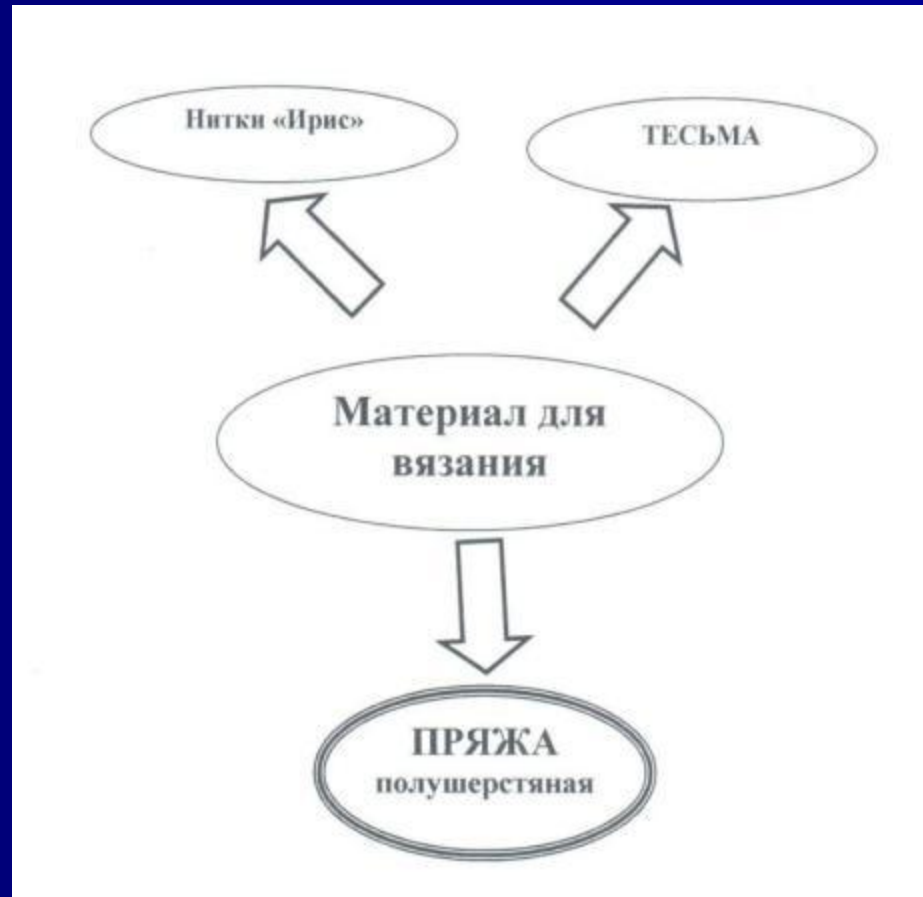 Нитки «Ирис»
ТЕСЬМА
Материал для
вязания
ПРЯЖА
полушерстяная